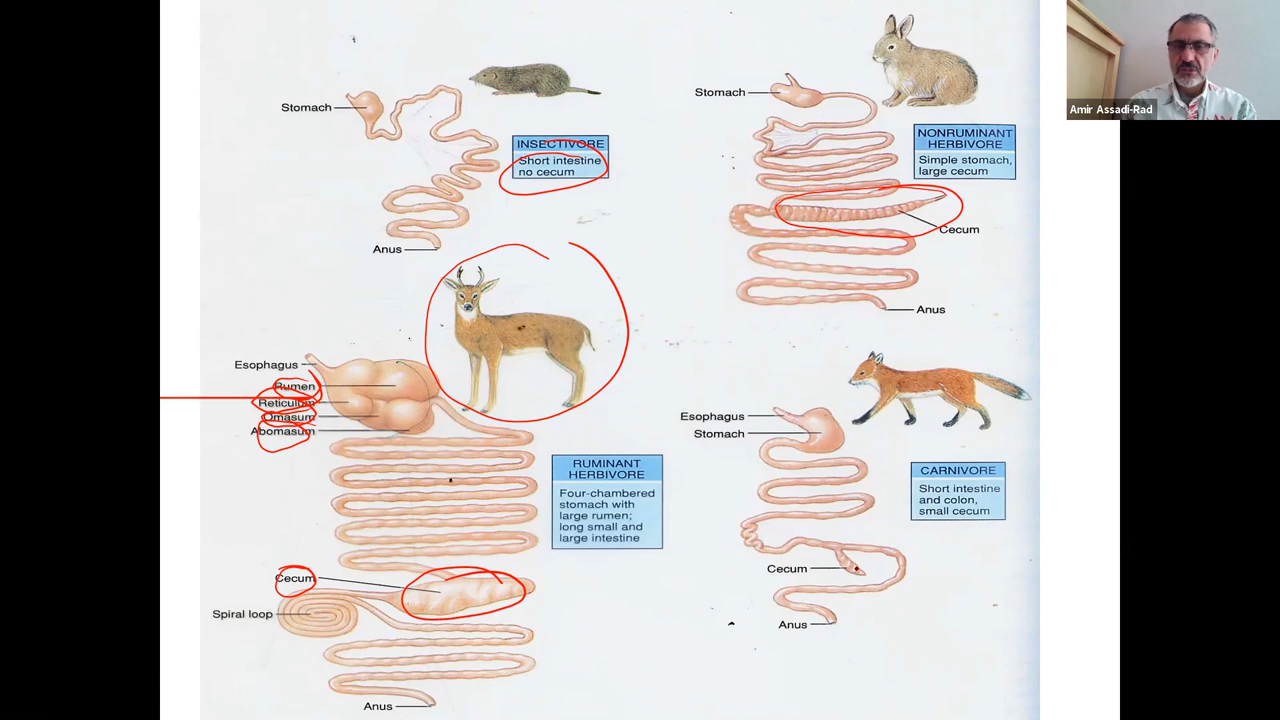 Stomach
INSECTIVORE
Short intestine
no cecum
Anus
Stomach
NONRUMINANT
HERBIVORE
Simple stomach,
large cecum
Cecum
Anus
Esophagus
Rumen
Reticulum
Omasum
Abomasum
RUMINANT
HERBIVORE
Four-chambered
stomach with
large rumen;
long small and
large intestine
Cecum
Spiral loop
Anus
Esophagus
Stomach
CARNIVORE
Short intestine
and colon,
small cecum
Cecum
Anus
Amir Assadi-Rad